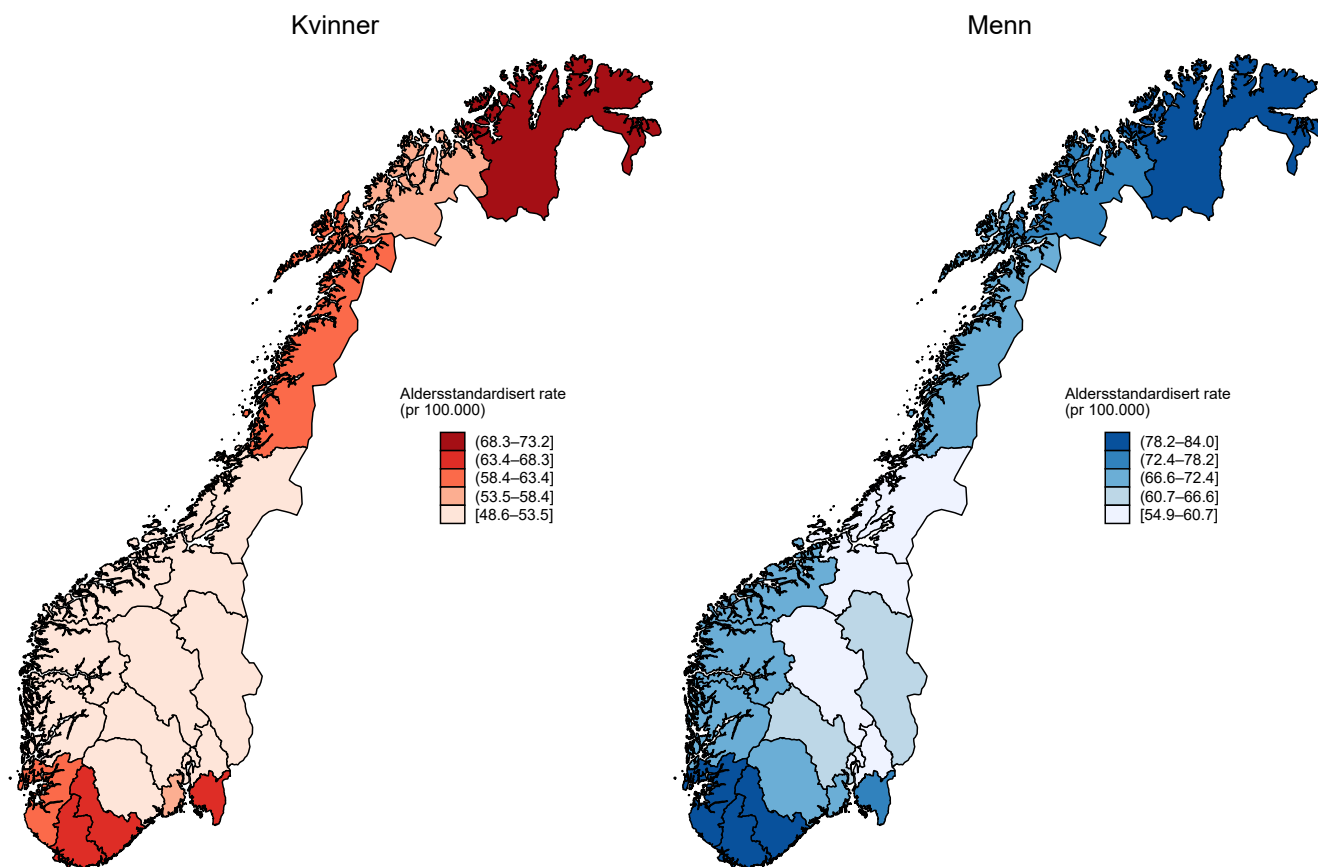 Kvinner
Menn
Aldersstandardisert rate
(pr 100.000)
(68.3–73.2]
(63.4–68.3]
(58.4–63.4]
(53.5–58.4]
[48.6–53.5]
Aldersstandardisert rate
(pr 100.000)
(78.2–84.0]
(72.4–78.2]
(66.6–72.4]
(60.7–66.6]
[54.9–60.7]